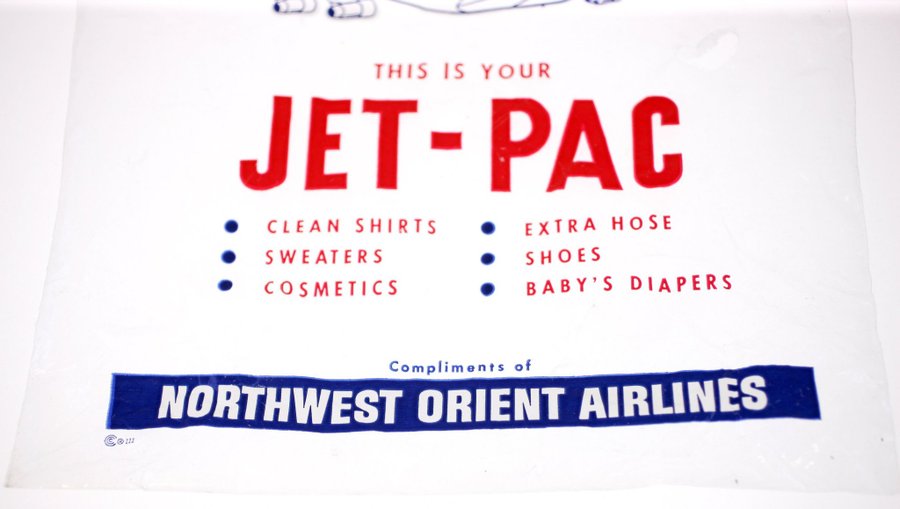 THIS IS YOUR
JET-PAC
• CLEAN SHIRTS
• SWEATERS
• COSMETICS
• EXTRA HOSE
• SHOES
• BABY'S DIAPERS
Compliments of
NORTHWEST ORIENT AIRLINES
©